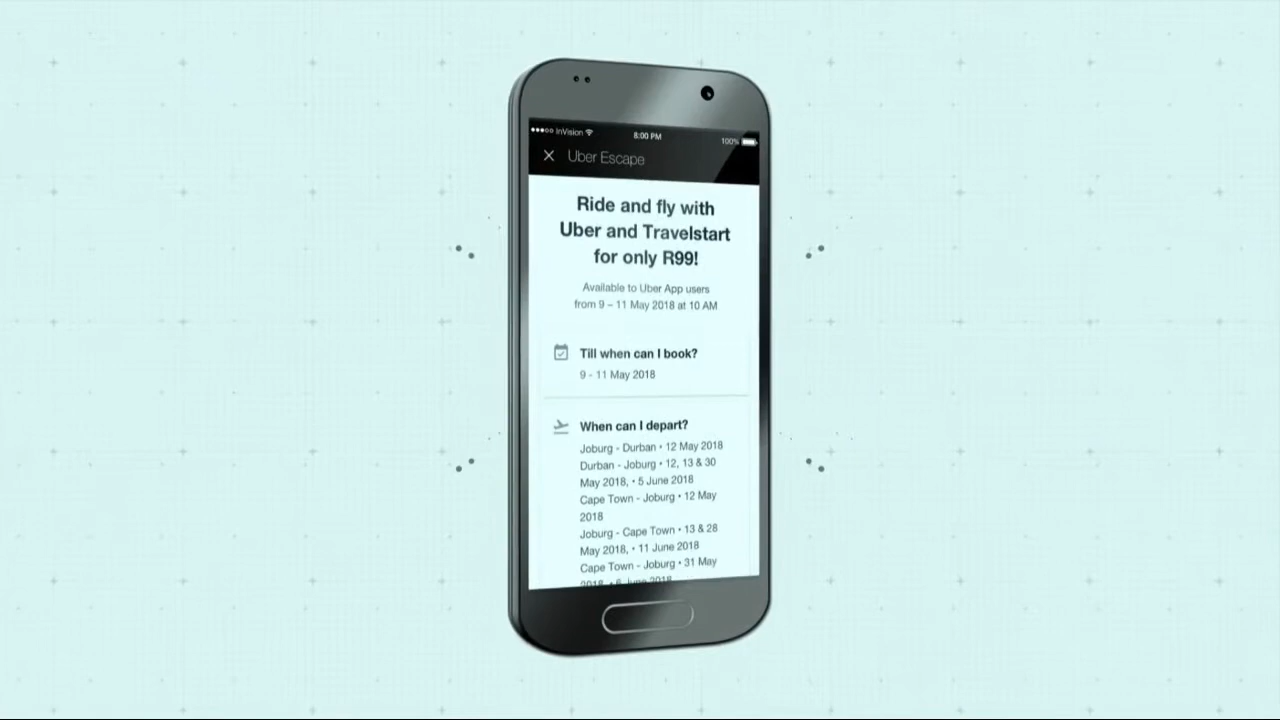 InVision
8:00 PM
100%
Uber Escape
Ride and fly with
Uber and Travelstart
for only R99!
Available to Uber App users
from 9 – 11 May 2018 at 10 AM
Till when can I book?
9 - 11 May 2018
When can I depart?
Joburg - Durban • 12 May 2018
Durban - Joburg • 12, 13 & 30
May 2018, • 5 June 2018
Cape Town - Joburg • 12 May
2018
Joburg - Cape Town • 13 & 28
May 2018, • 11 June 2018
Cape Town - Joburg • 31 May
2018 • 6 June 2018